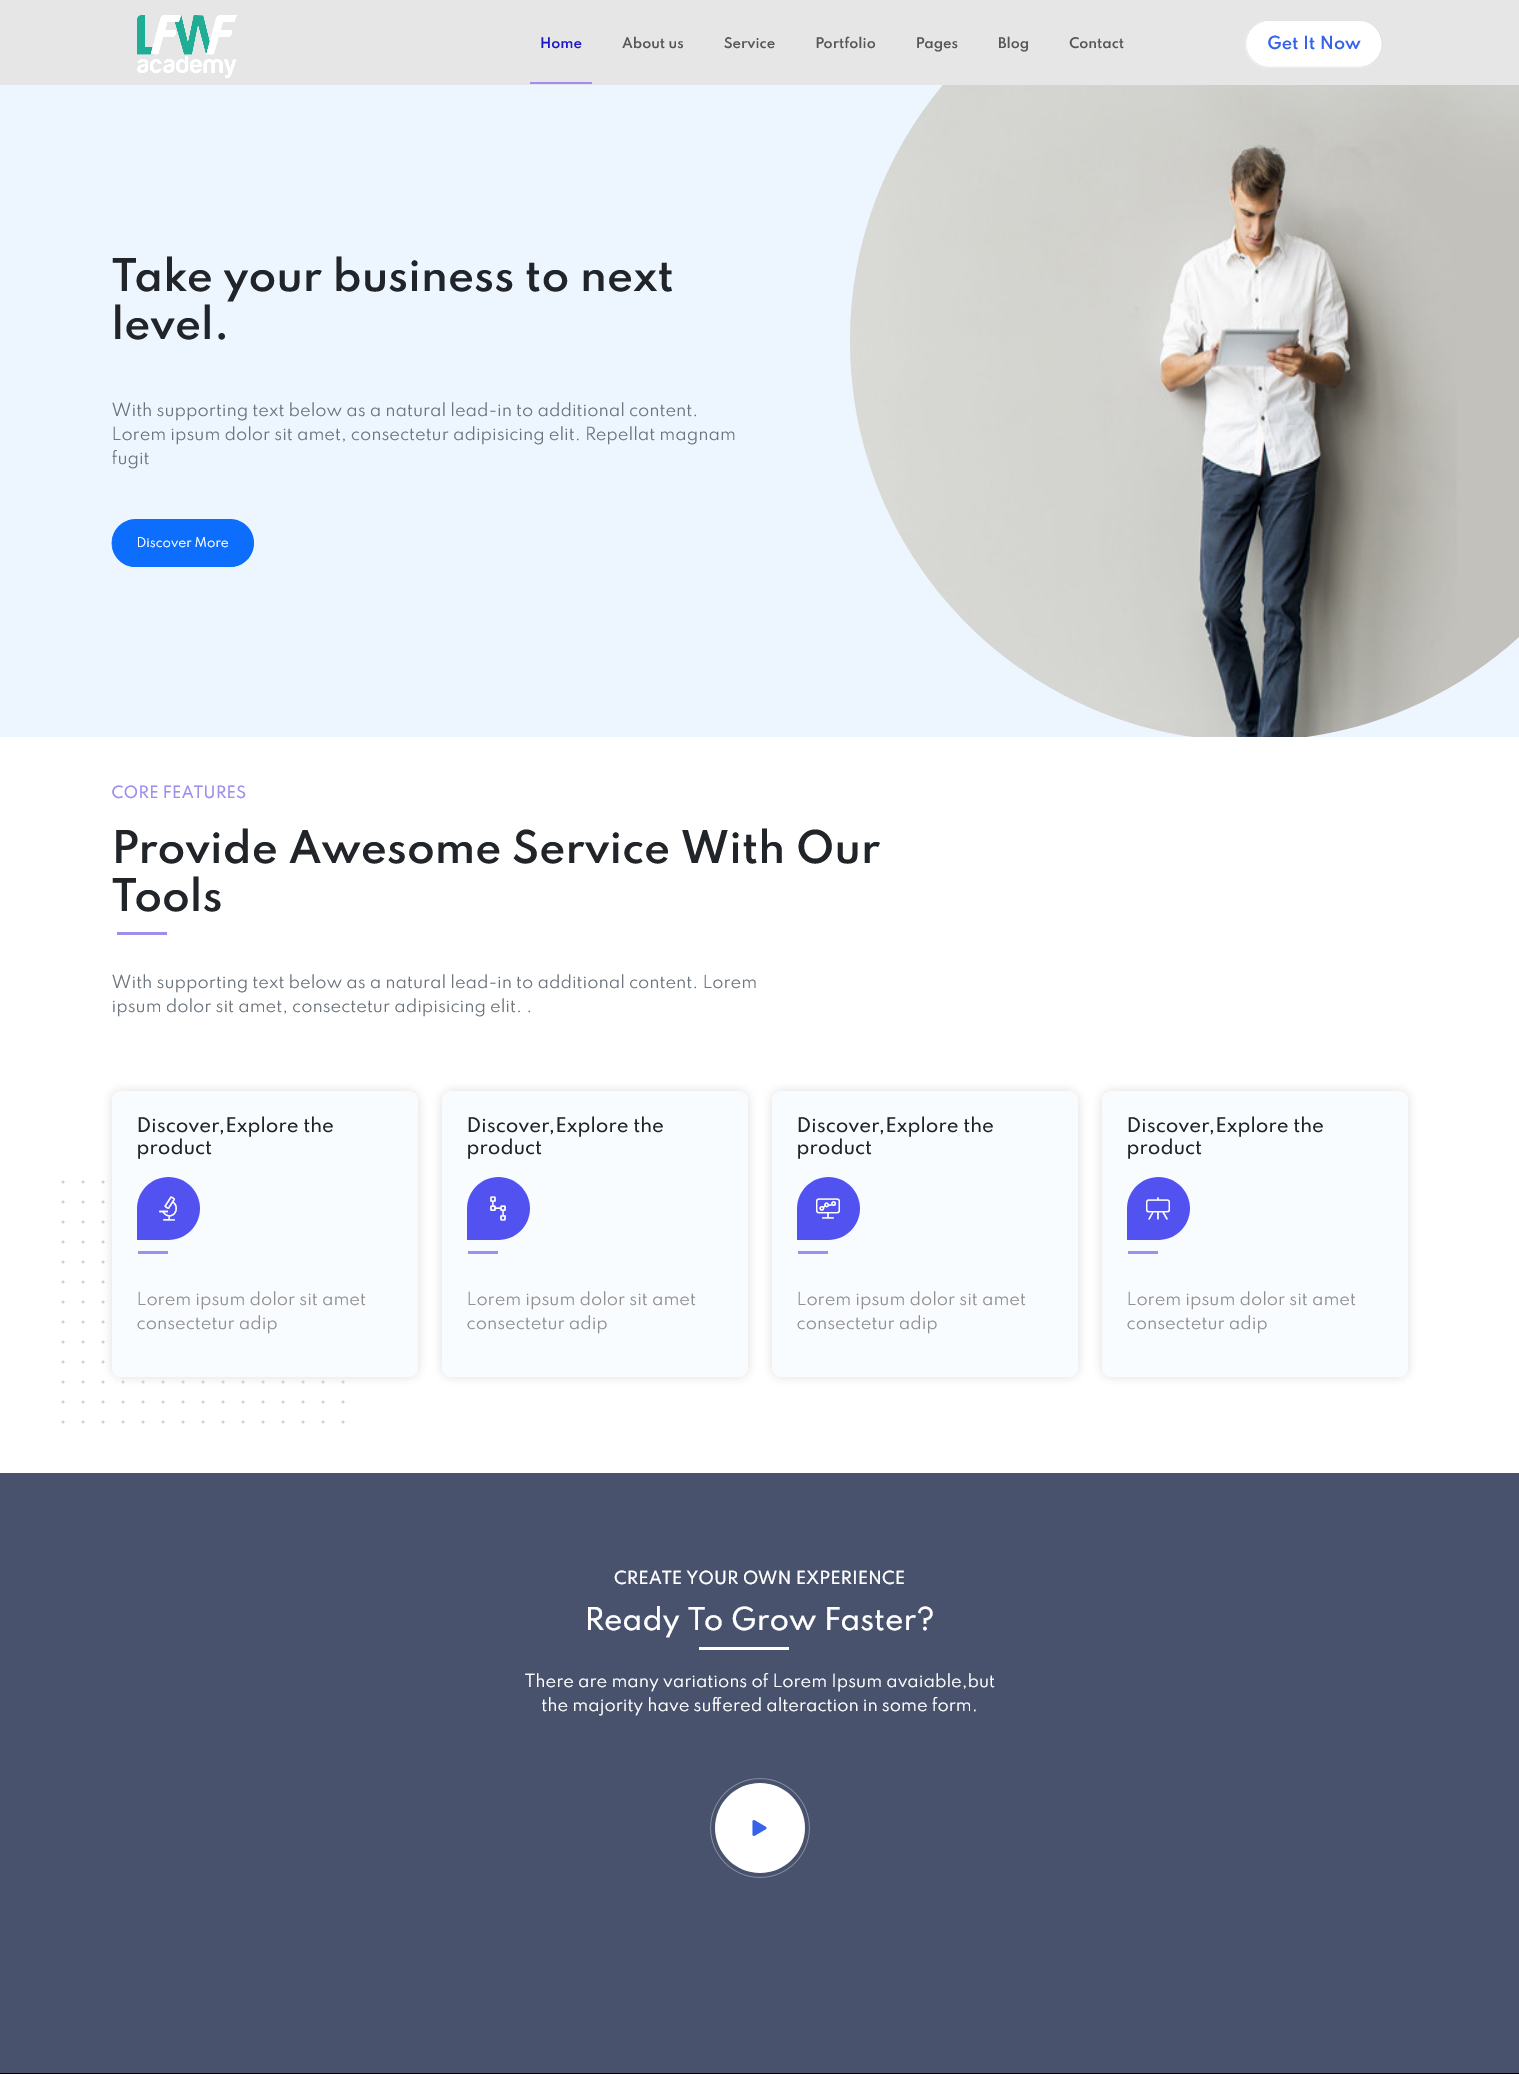 LFWF
academy
Home About us Service Portfolio Pages Blog Contact
Get It Now
Take your business to next
level.
With supporting text below as a natural lead-in to additional content.
Lorem ipsum dolor sit amet, consectetur adipisicing elit. Repellat magnam
fugit
Discover More
CORE FEATURES
Provide Awesome Service With Our
Tools
With supporting text below as a natural lead-in to additional content. Lorem
ipsum dolor sit amet, consectetur adipisicing elit. .
Discover,Explore the
product
Lorem ipsum dolor sit amet
consectetur adip
Discover,Explore the
product
Lorem ipsum dolor sit amet
consectetur adip
Discover,Explore the
product
Lorem ipsum dolor sit amet
consectetur adip
Discover,Explore the
product
Lorem ipsum dolor sit amet
consectetur adip
CREATE YOUR OWN EXPERIENCE
Ready To Grow Faster?
There are many variations of Lorem Ipsum avaiable,but
the majority have suffered alteraction in some form.